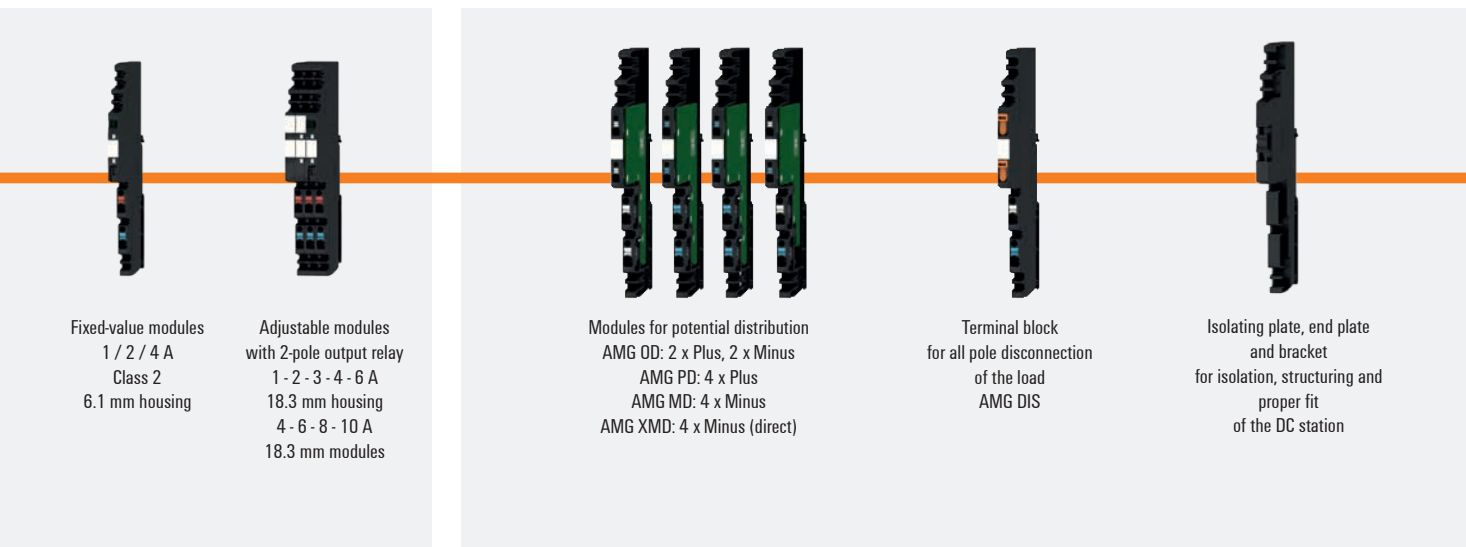 Fixed-value modules
1 / 2 / 4 A
Class 2
6.1 mm housing
Adjustable modules
with 2-pole output relay
1 - 2 - 3 - 4 - 6 A
18.3 mm housing
4 - 6 - 8 - 10 A
18.3 mm modules
Modules for potential distribution
AMG OD: 2 x Plus, 2 x Minus
AMG PD: 4 x Plus
AMG MD: 4 x Minus
AMG XMD: 4 x Minus (direct)
Terminal block
for all pole disconnection
of the load
AMG DIS
Isolating plate, end plate
and bracket
for isolation, structuring and
proper fit
of the DC station